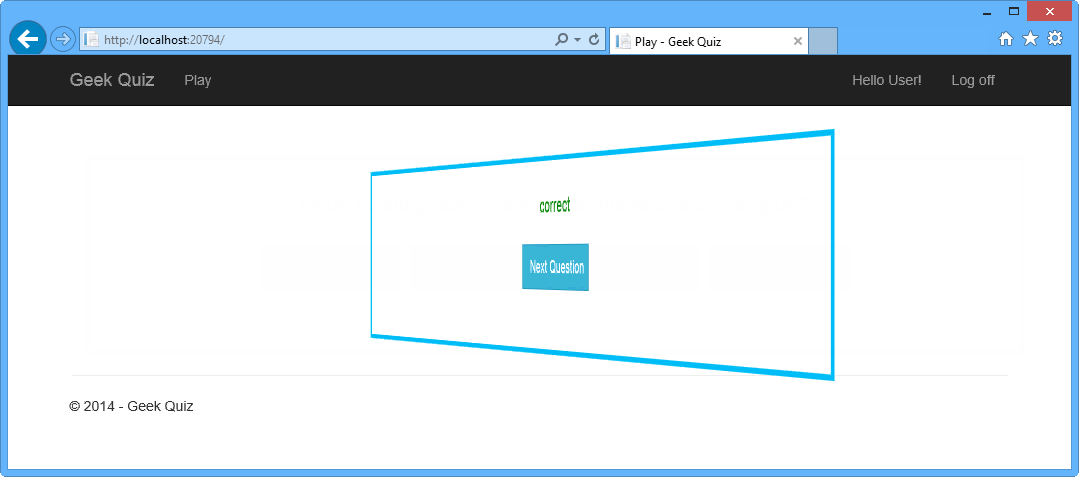 http://localhost:20794/
Play - Geek Quiz
Geek Quiz
Play
Hello User!
Log off
correct
Next Question
© 2014 - Geek Quiz